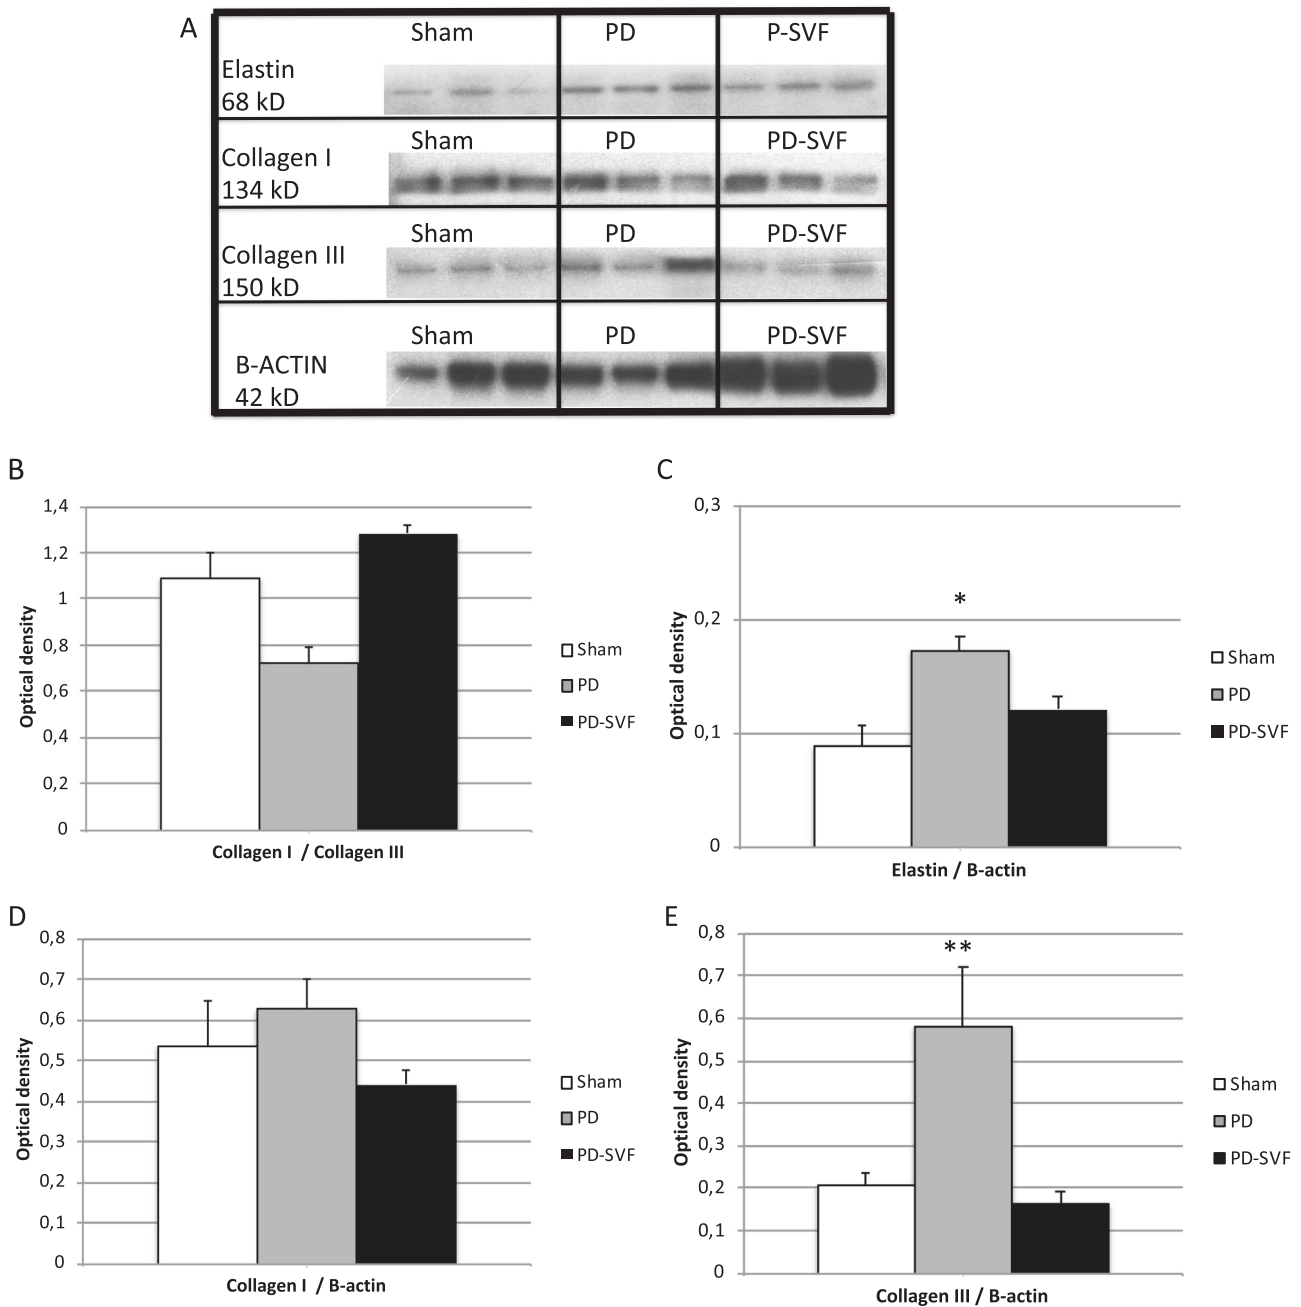 A
Sham PD P-SVF
Elastin
68 kD
Sham PD PD-SVF
Collagen I
134 kD
Sham PD PD-SVF
Collagen III
150 kD
Sham PD PD-SVF
B-ACTIN
42 kD
B
1,4
1,2
1
0,8
0,6
0,4
0,2
0
Optical density
Collagen I / Collagen III
Sham
PD
PD-SVF
C
0,3
0,2
0,1
0
Optical density
*
Elastin / B-actin
Sham
PD
PD-SVF
D
0,8
0,7
0,6
0,5
0,4
0,3
0,2
0,1
0
Optical density
Collagen I / B-actin
Sham
PD
PD-SVF
E
0,8
0,7
0,6
0,5
0,4
0,3
0,2
0,1
0
Optical density
**
Collagen III / B-actin
Sham
PD
PD-SVF